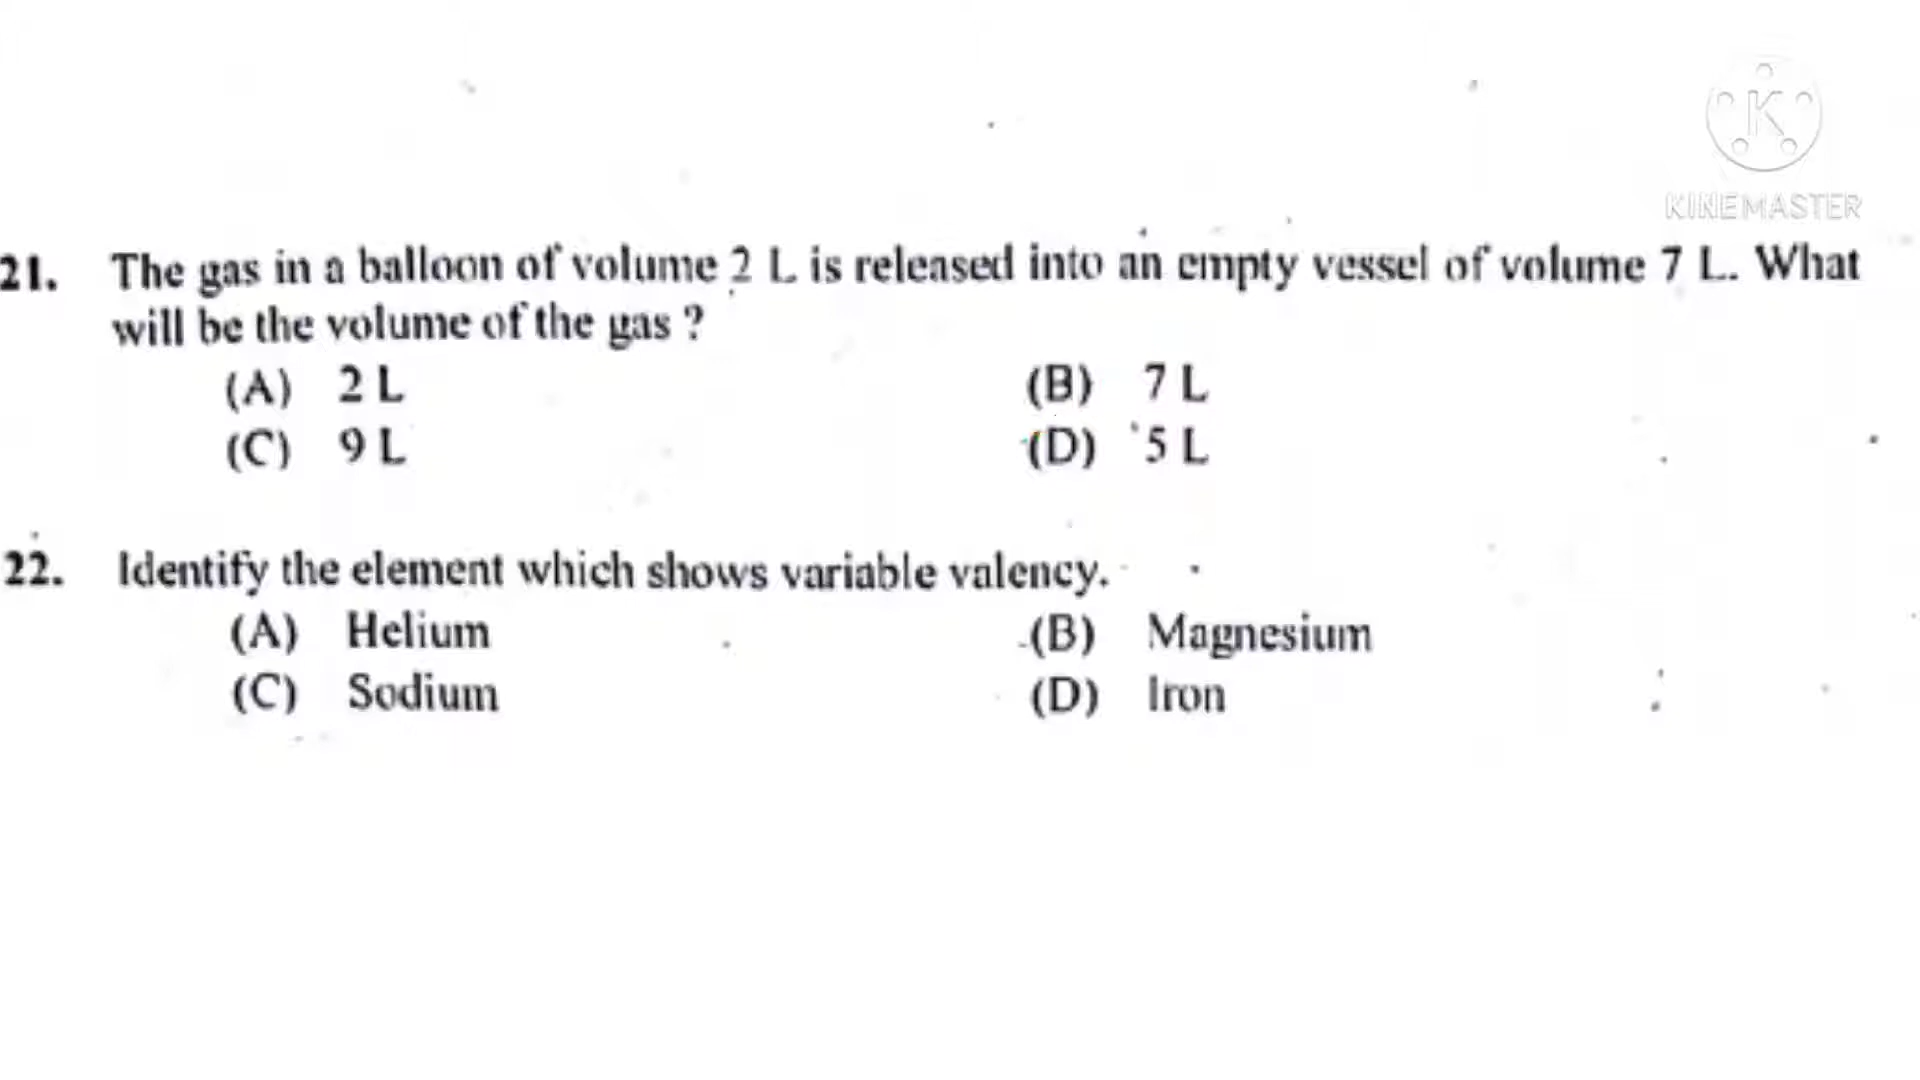 K
KINEMASTER
21. The gas in a balloon of volume 2 L is released into an empty vessel of volume 7 L. What
will be the volume of the gas ?
(A) 2 L (B) 7 L
(C) 9 L (D) 5 L
22. Identify the element which shows variable valency.
(A) Helium (B) Magnesium
(C) Sodium (D) Iron